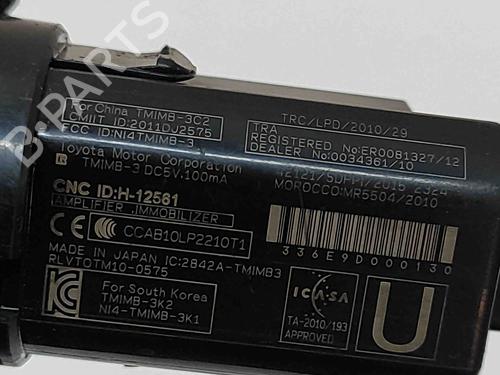 B-PARTS
For China TMIMB-3C2
CMIIT ID:2011DJ2575
FCC ID:NI4TMIMB-3
Toyota Motor Corporation
TMIMB-3 DC5V.100mA
CNC ID:H-12561
AMPLIFIER ,IMMOBILIZER
CCAB10LP2210T1
MADE IN JAPAN IC:2842A-TMIMB3
RLVTOTM10-0575
For South Korea
TMIMB-3K2
NI4-TMIMB-3K1
TRC/LPD/2010/29
TRA
REGISTERED No:ER0081327/12
DEALER No:0034361/10
MOROCCO:MR5504/2010
336E9D000130
ICASA
TA-2010/193
APPROVED
U